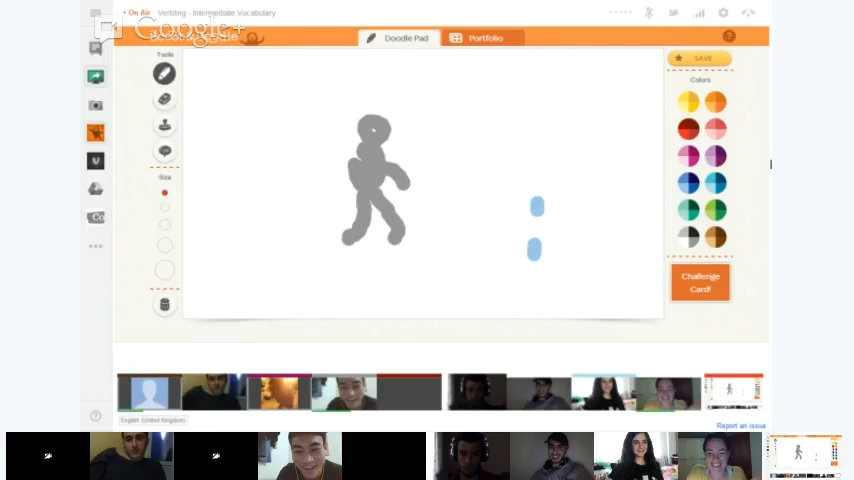 • On Air Verbling - Intermediate Vocabulary
Google+
Doodle Pad
Portfolio
?
Tools
SAVE
Colors
Size
Challenge
Card!
Co
English (United Kingdom)
Report an issue